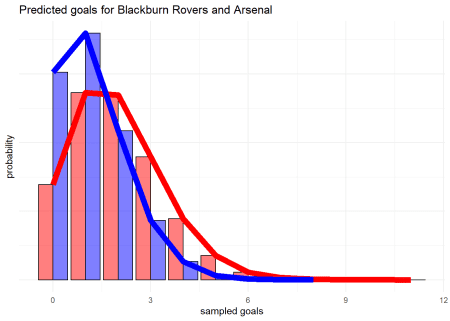 Predicted goals for Blackburn Rovers and Arsenal
probability
0 3 6 9 12
sampled goals